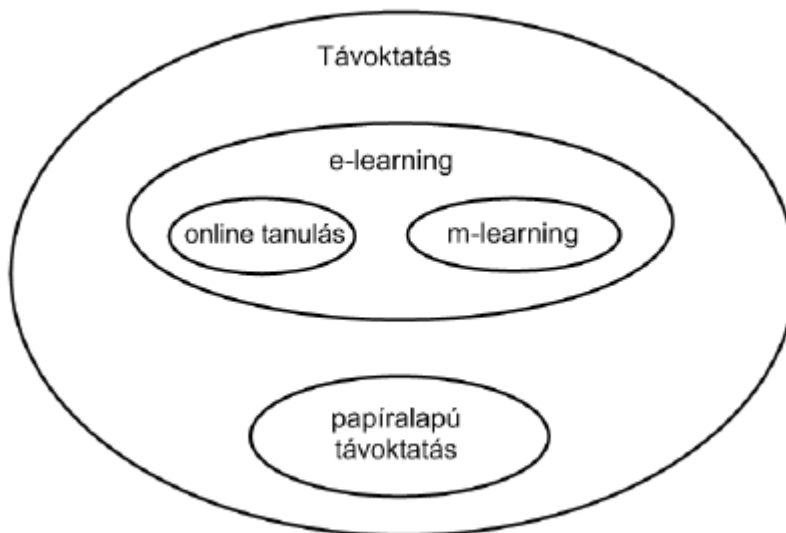 Távoktatás
e-learning
online tanulás
m-learning
papíralapú
távoktatás